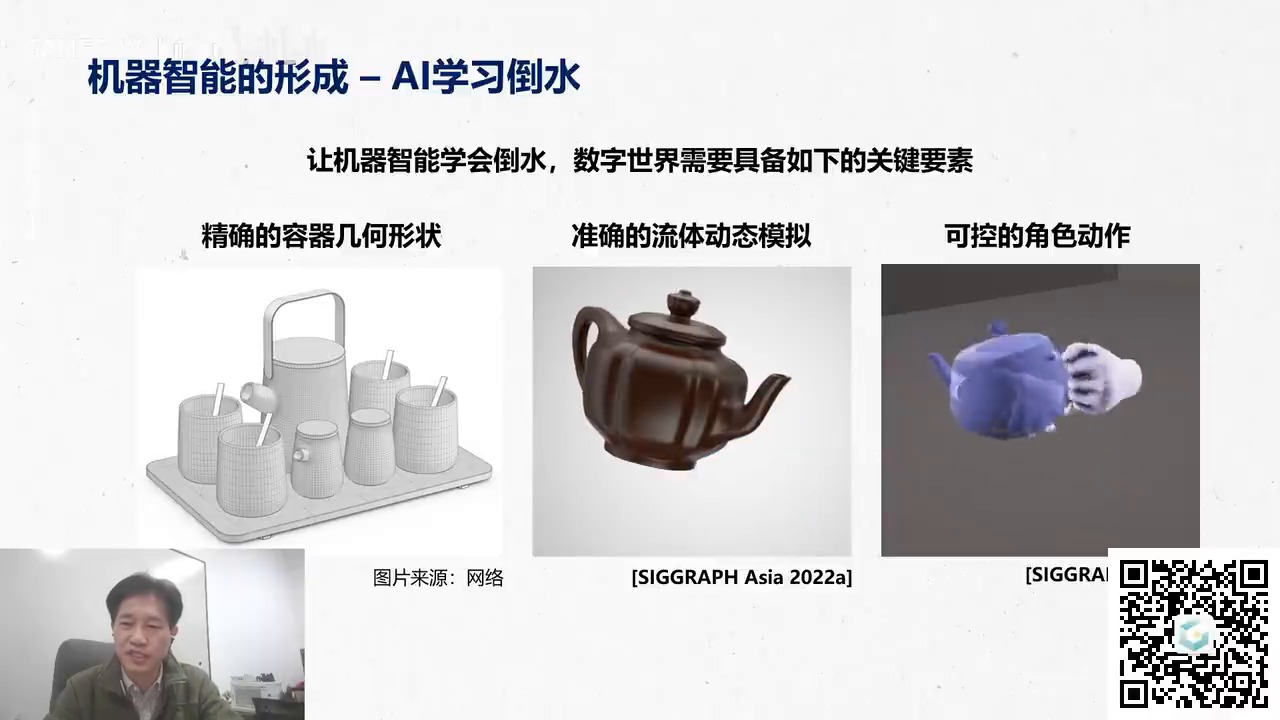 机器智能的形成 – AI学习倒水
让机器智能学会倒水，数字世界需要具备如下的关键要素
精确的容器几何形状
准确的流体动态模拟
可控的角色动作
图片来源：网络
[SIGGRAPH Asia 2022a]
[SIGGRA